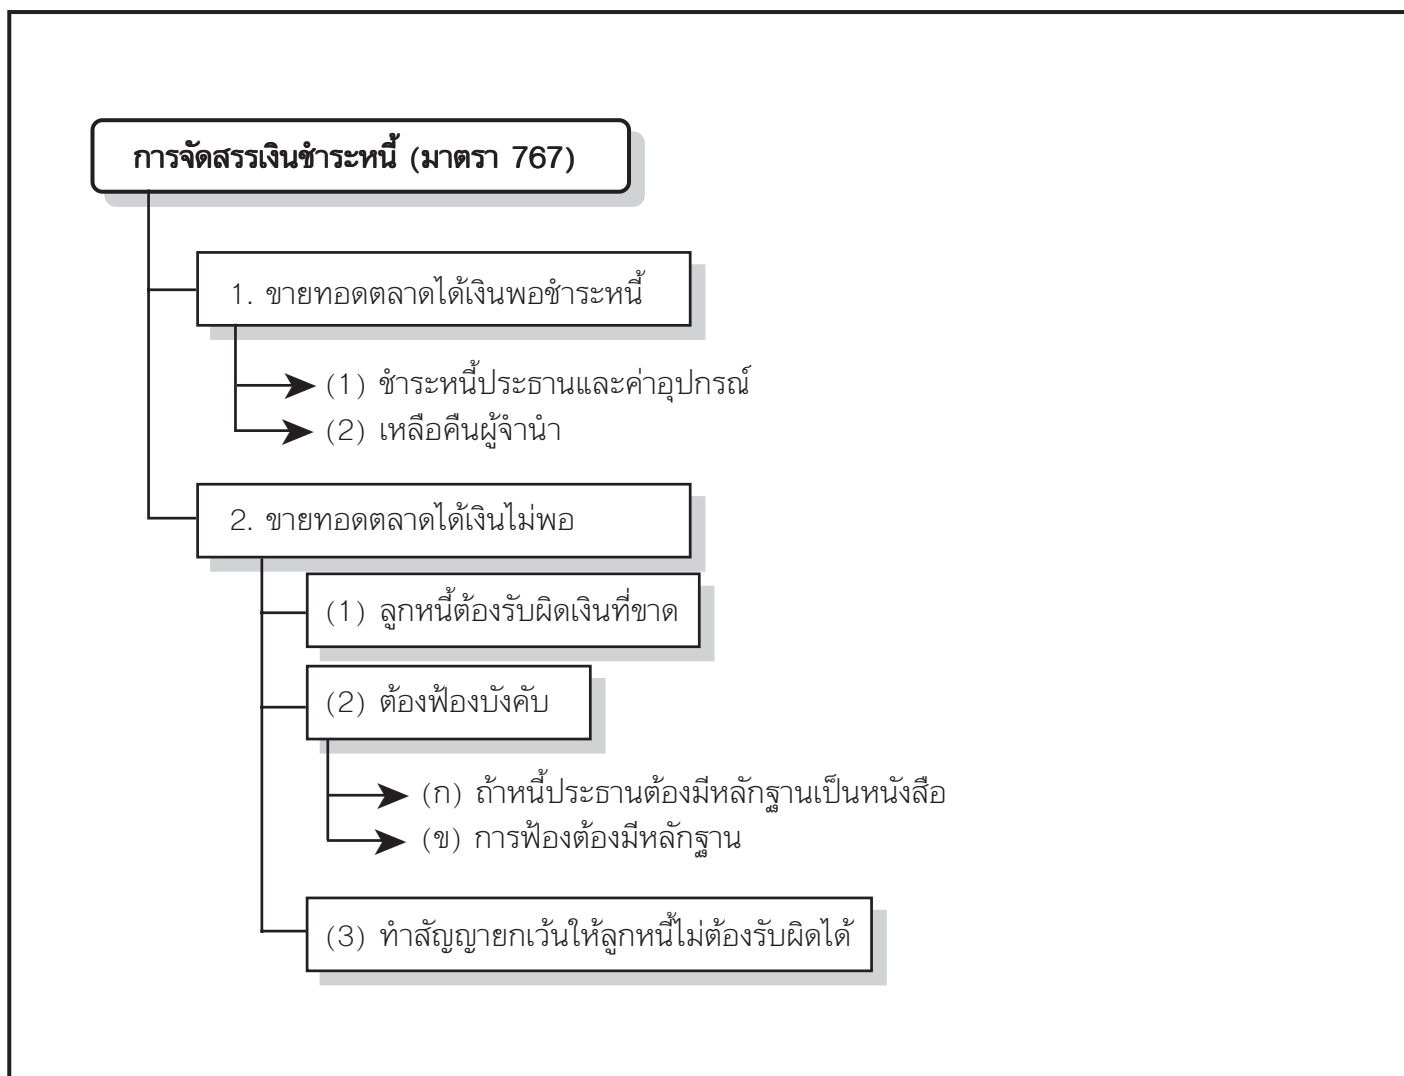 การจัดสรรเงินชำระหนี้ (มาตรา 767)
1. ขายทอดตลาดได้เงินพอชำระหนี้
(1) ชำระหนี้ประธานและค่าอุปกรณ์
(2) เหลือคืนผู้จำนำ
2. ขายทอดตลาดได้เงินไม่พอ
(1) ลูกหนี้ต้องรับผิดเงินที่ขาด
(2) ต้องฟ้องบังคับ
(ก) ถ้าหนี้ประธานต้องมีหลักฐานเป็นหนังสือ
(ข) การฟ้องต้องมีหลักฐาน
(3) ทำสัญญายกเว้นให้ลูกหนี้ไม่ต้องรับผิดได้